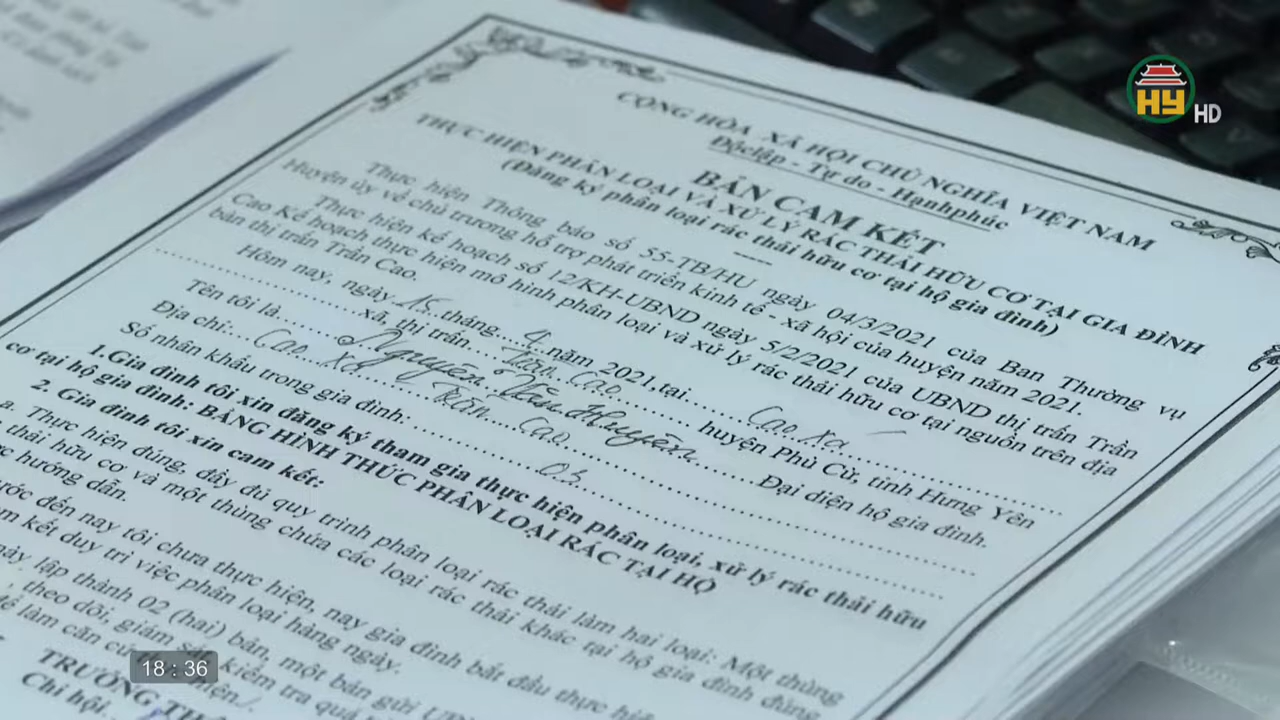 HY HD
CỘNG HÒA XÃ HỘI CHỦ NGHĨA VIỆT NAM
Độc lập - Tự do - Hạnh phúc
BẢN CAM KẾT
THỰC HIỆN PHÂN LOẠI VÀ XỬ LÝ RÁC THẢI HỮU CƠ TẠI GIA ĐÌNH
(Đăng ký phân loại rác thải hữu cơ tại hộ gia đình)
Thực hiện Thông báo số 55-TB/HU ngày 04/3/2021 của Ban Thường vụ
Huyện ủy về chủ trương hỗ trợ phát triển kinh tế - xã hội của huyện năm 2021.
Thực hiện kế hoạch số 12/KH-UBND ngày 5/2/2021 của UBND thị trấn Trần
Cao Kế hoạch thực hiện mô hình phân loại và xử lý rác thải hữu cơ tại nguồn trên địa
bàn thị trấn Trần Cao.
Hôm nay, ngày 15 tháng 4 năm 2021.tại Cao Xá
xã, thị trấn Trần Cao huyện Phù Cừ, tỉnh Hưng Yên
Tên tôi là Nguyễn Văn Huyên Đại diện hộ gia đình.
Địa chỉ: Cao Xá Trần Cao
Số nhân khẩu trong gia đình: 03
1.Gia đình tôi xin đăng ký tham gia thực hiện phân loại, xử lý rác thải hữu
cơ tại hộ gia đình: BẰNG HÌNH THỨC PHÂN LOẠI RÁC TẠI HỘ
2. Gia đình tôi xin cam kết:
a. Thực hiện đúng, đầy đủ quy trình phân loại rác thải làm hai loại: Một thùng
thải hữu cơ và một thùng chứa các loại rác thải khác tại hộ gia đình đúng
hướng dẫn.
đến nay tôi chưa thực hiện, nay gia đình bắt đầu thực
kết duy trì việc phân loại hàng ngày.
lập thành 02 (hai) bản, một bản gửi
theo dõi, giám sát, kiểm tra quá
để làm căn cứ
18 : 36
TRƯỞNG
Chi hội